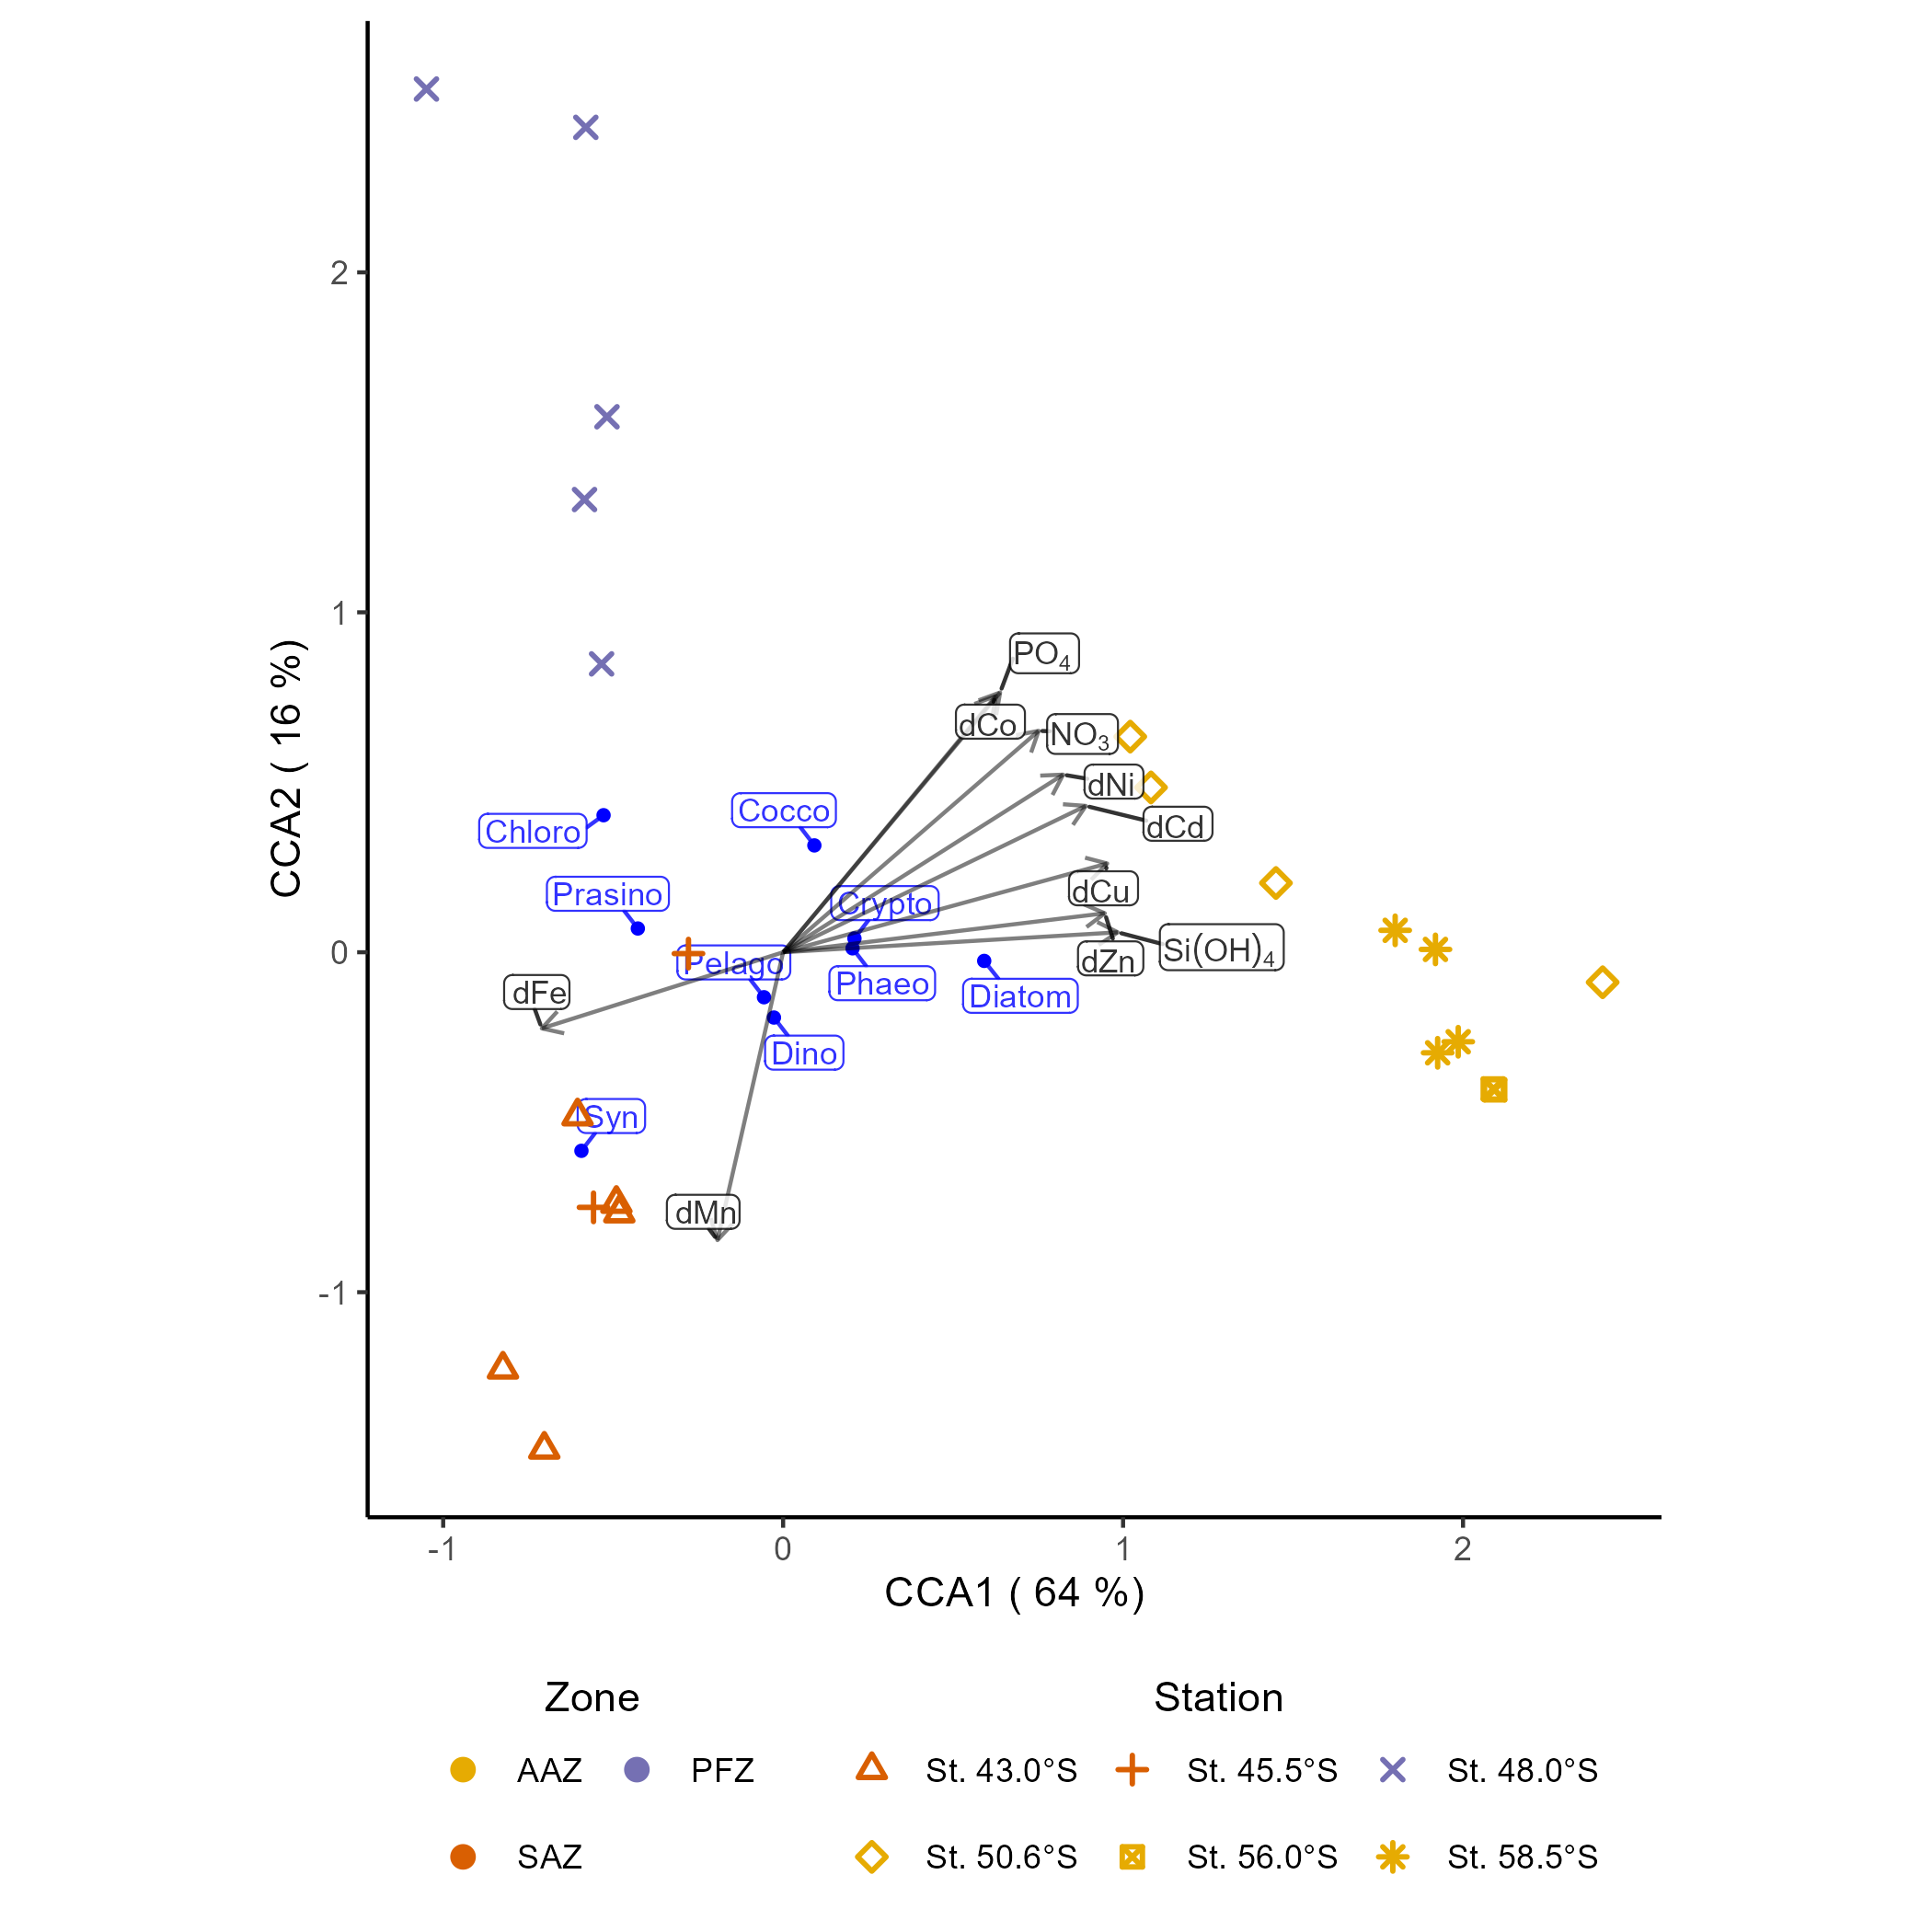 2
1
0
-1
CCA2 ( 16 %)
PO4
dCo
NO3
dNi
dCd
Cocco
Chloro
dCu
Prasino
Crypto
Si(OH)4
dZn
Pelago
Phaeo
Diatom
dFe
Dino
Syn
dMn
-1
0
1
2
CCA1 ( 64 %)
Zone
Station
AAZ
PFZ
St. 43.0°S
St. 45.5°S
St. 48.0°S
SAZ
St. 50.6°S
St. 56.0°S
St. 58.5°S